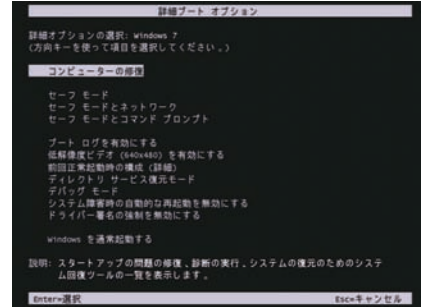 詳細ブート オプション
詳細オプションの選択: Windows 7
(方向キーを使って項目を選択してください。)
コンピューターの修復
セーフ モード
セーフ モードとネットワーク
セーフ モードとコマンド プロンプト
ブート ログを有効にする
低解像度ビデオ (640x480) を有効にする
前回正常起動時の構成 (詳細)
ディレクトリ サービス復元モード
デバッグ モード
システム障害時の自動的な再起動を無効にする
ドライバー署名の強制を無効にする
Windows を通常起動する
説明: スタートアップの問題の修復、診断の実行、システムの復元のためのシステ
ム回復ツールの一覧を表示します。
Enter=選択
Esc=キャンセル